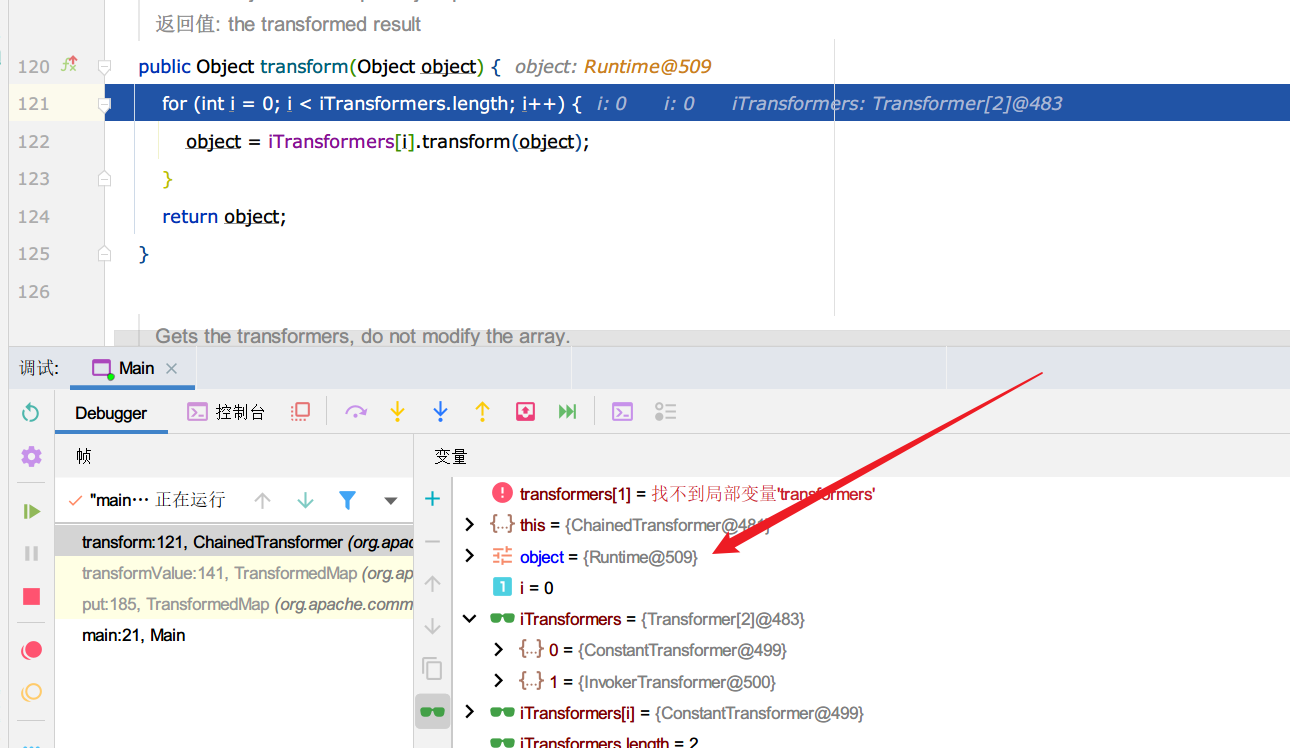 返回值: the transformed result
120 public Object transform(Object object) { object: Runtime@509
121 for (int i = 0; i < iTransformers.length; i++) { i: 0 i: 0 iTransformers: Transformer[2]@483
122 object = iTransformers[i].transform(object);
123 }
124 return object;
125 }
126
Gets the transformers, do not modify the array.
调试: Main
Debugger 控制台
帧 变量
"main··· 正在运行
transform:121, ChainedTransformer (org.apac
transformValue:141, TransformedMap (org.ap
put:185, TransformedMap (org.apache.comm
main:21, Main
transformers[1] = 找不到局部变量'transformers'
this = {ChainedTransformer@484}
object = {Runtime@509}
1 i = 0
iTransformers = {Transformer[2]@483}
{...} 0 = {ConstantTransformer@499}
{...} 1 = {InvokerTransformer@500}
iTransformers[i] = {ConstantTransformer@499}
iTransformers.length = 2